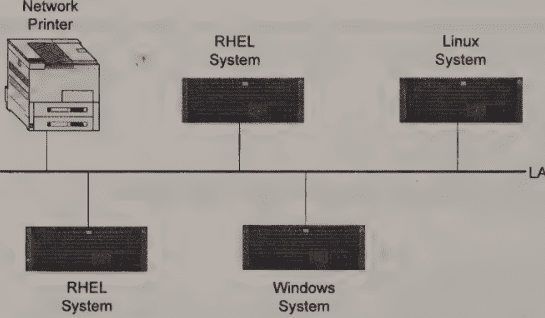 Network
Printer
RHEL
System
Linux
System
LA
RHEL
System
Windows
System